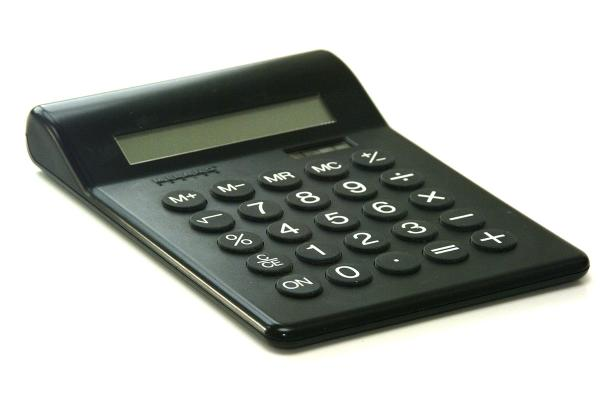 M+ M− MR MC +/−
√ 7 8 9 ÷
% 4 5 6 ×
C/CE 1 2 3 −
ON 0 . = +